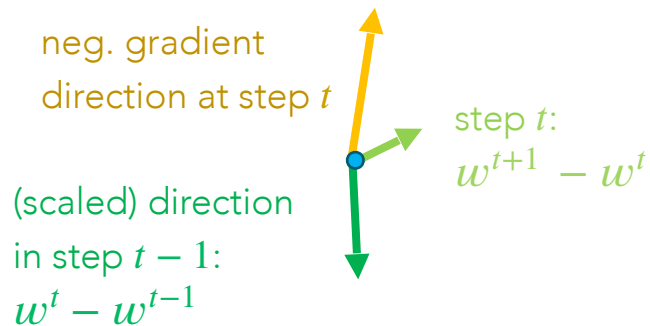 neg. gradient
direction at step t
step t:
w^{t+1} − w^t
(scaled) direction
in step t − 1:
w^t − w^{t−1}